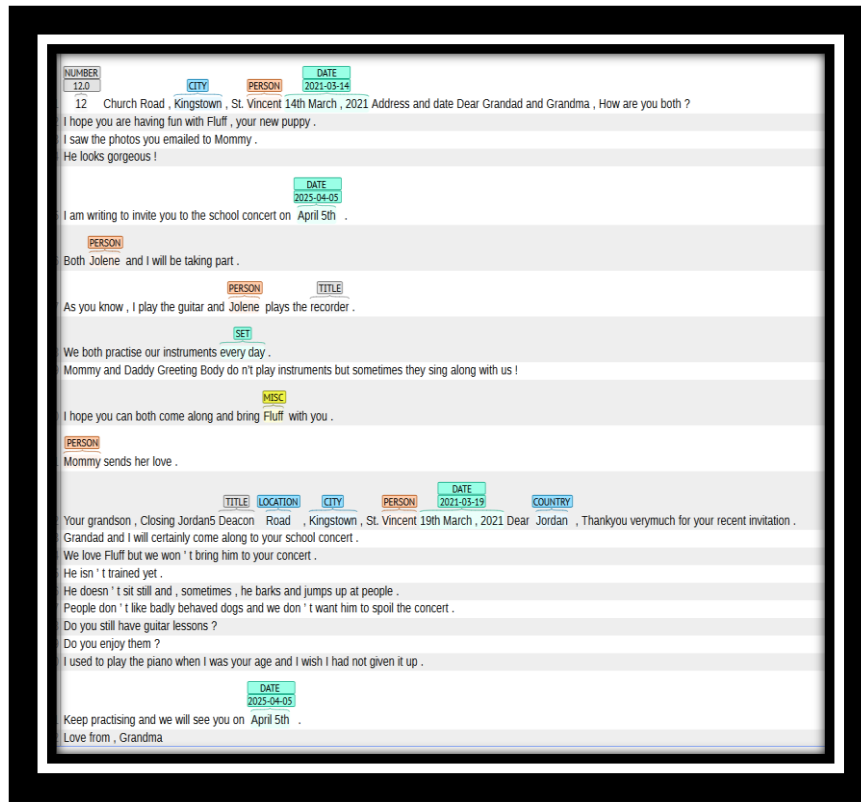 NUMBER DATE
12.0 CITY PERSON 2021-03-14
12 Church Road , Kingstown , St. Vincent 14th March , 2021 Address and date Dear Grandad and Grandma , How are you both ?
I hope you are having fun with Fluff , your new puppy .
I saw the photos you emailed to Mommy .
He looks gorgeous !
DATE
2025-04-05
I am writing to invite you to the school concert on April 5th .
PERSON
Both Jolene and I will be taking part .
PERSON TITLE
As you know , I play the guitar and Jolene plays the recorder .
SET
We both practise our instruments every day .
Mommy and Daddy Greeting Body do n't play instruments but sometimes they sing along with us !
MISC
I hope you can both come along and bring Fluff with you .
PERSON
Mommy sends her love .
DATE
TITLE LOCATION CITY PERSON 2021-03-19 COUNTRY
Your grandson , Closing Jordan5 Deacon Road , Kingstown , St. Vincent 19th March , 2021 Dear Jordan , Thankyou verymuch for your recent invitation .
Grandad and I will certainly come along to your school concert .
We love Fluff but we won ’ t bring him to your concert .
He isn ’ t trained yet .
He doesn ’ t sit still and , sometimes , he barks and jumps up at people .
People don ’ t like badly behaved dogs and we don ’ t want him to spoil the concert .
Do you still have guitar lessons ?
Do you enjoy them ?
I used to play the piano when I was your age and I wish I had not given it up .
DATE
2025-04-05
Keep practising and we will see you on April 5th .
Love from , Grandma